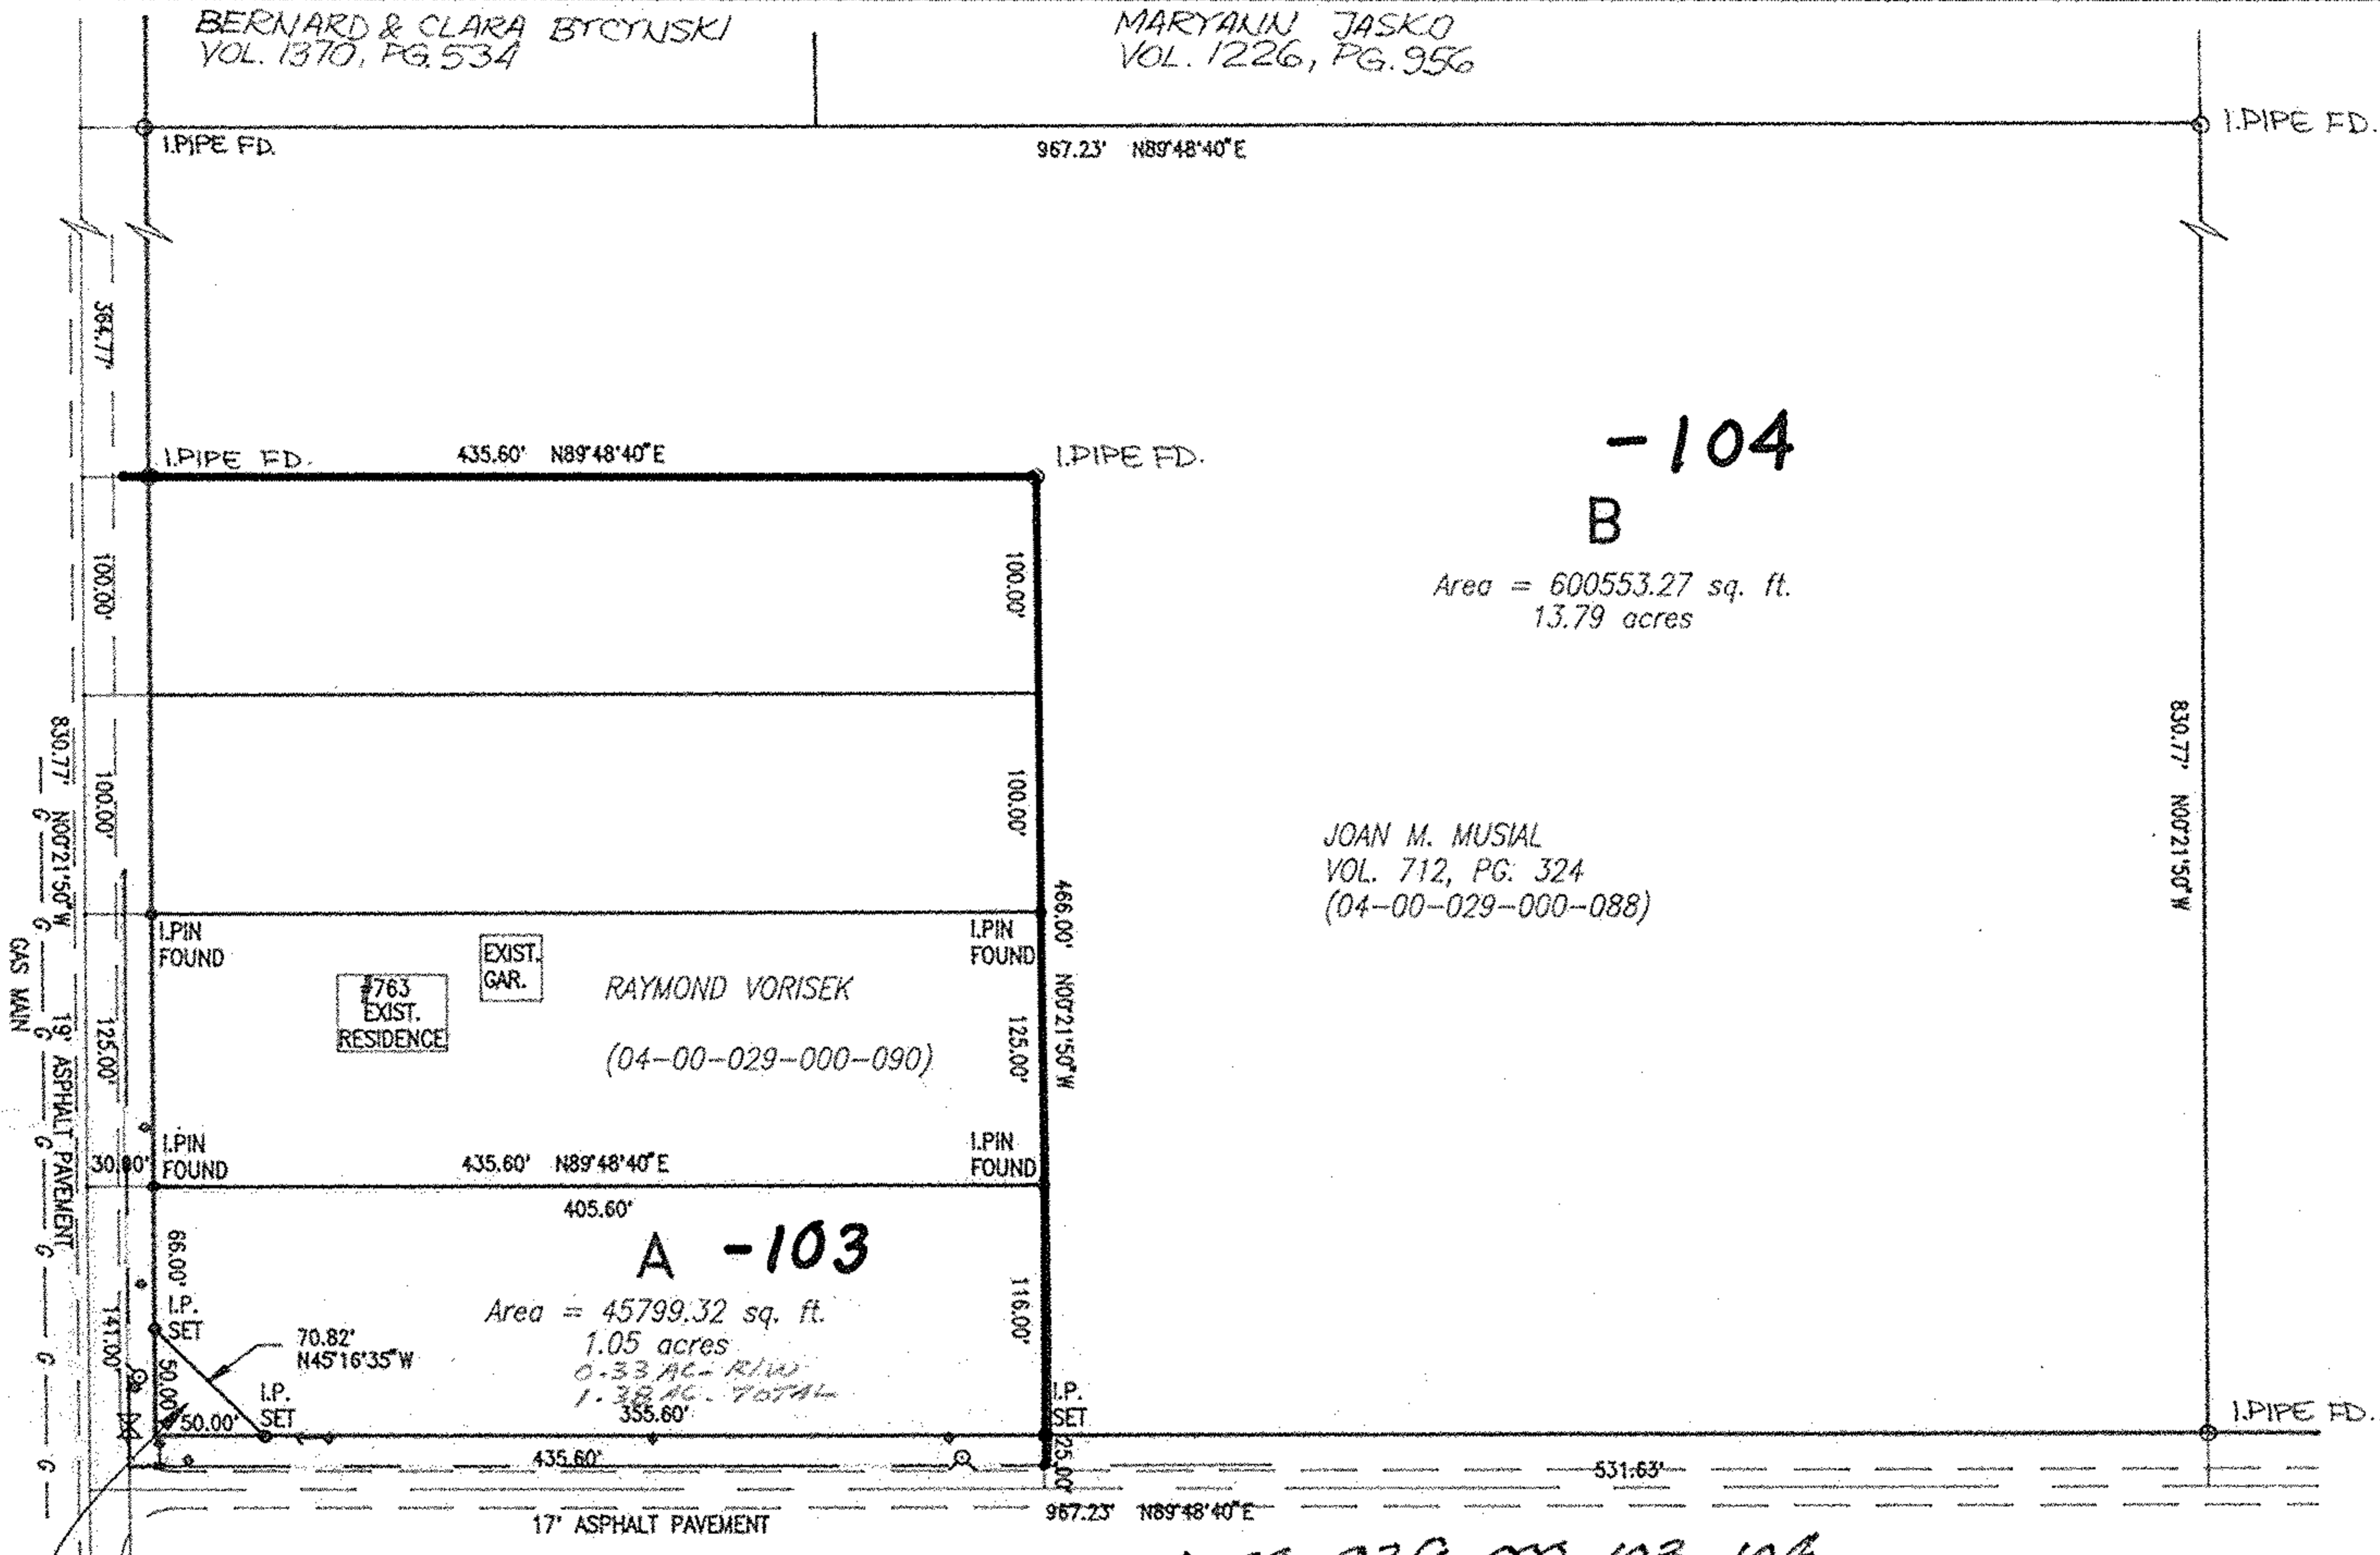 BERNARD & CLARA BYCYNSKI
VOL. 1370, PG. 534
MARYANN JASKO
VOL. 1226, PG. 956
I.PIPE FD.
967.23' N89°48'40"E
I.PIPE FD.
364.77'
I.PIPE FD.
435.60' N89°48'40"E
I.PIPE FD.
-104
B
Area = 600553.27 sq. ft.
13.79 acres
100.00'
100.00'
830.77' N00°21'50"W
100.00'
100.00'
830.77' N00°21'50"W
JOAN M. MUSIAL
VOL. 712, PG. 324
(04-00-029-000-088)
466.00' N00°21'50"W
I.PIN
FOUND
I.PIN
FOUND
EXIST.
GAR.
#763
EXIST.
RESIDENCE
RAYMOND VORISEK
(04-00-029-000-090)
125.00'
125.00'
GAS MAIN
G G G G G G G G
19' ASPHALT PAVEMENT
I.PIN
FOUND
I.PIN
FOUND
30.00'
435.60' N89°48'40"E
405.60'
A -103
Area = 45799.32 sq. ft.
1.05 acres
0.33 AC- R/W
1.38 AC. TOTAL
66.00'
I.P.
SET
141.00'
70.82'
N45°16'35"W
116.00'
50.00'
50.00'
I.P.
SET
355.60'
I.P.
SET
I.PIPE FD.
435.60'
25.00'
531.63'
967.23' N89°48'40"E
17' ASPHALT PAVEMENT